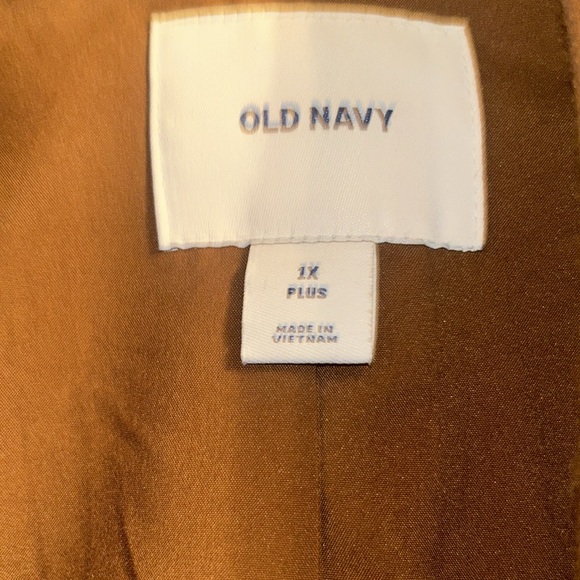 OLD NAVY
1X
PLUS
MADE IN
VIETNAM